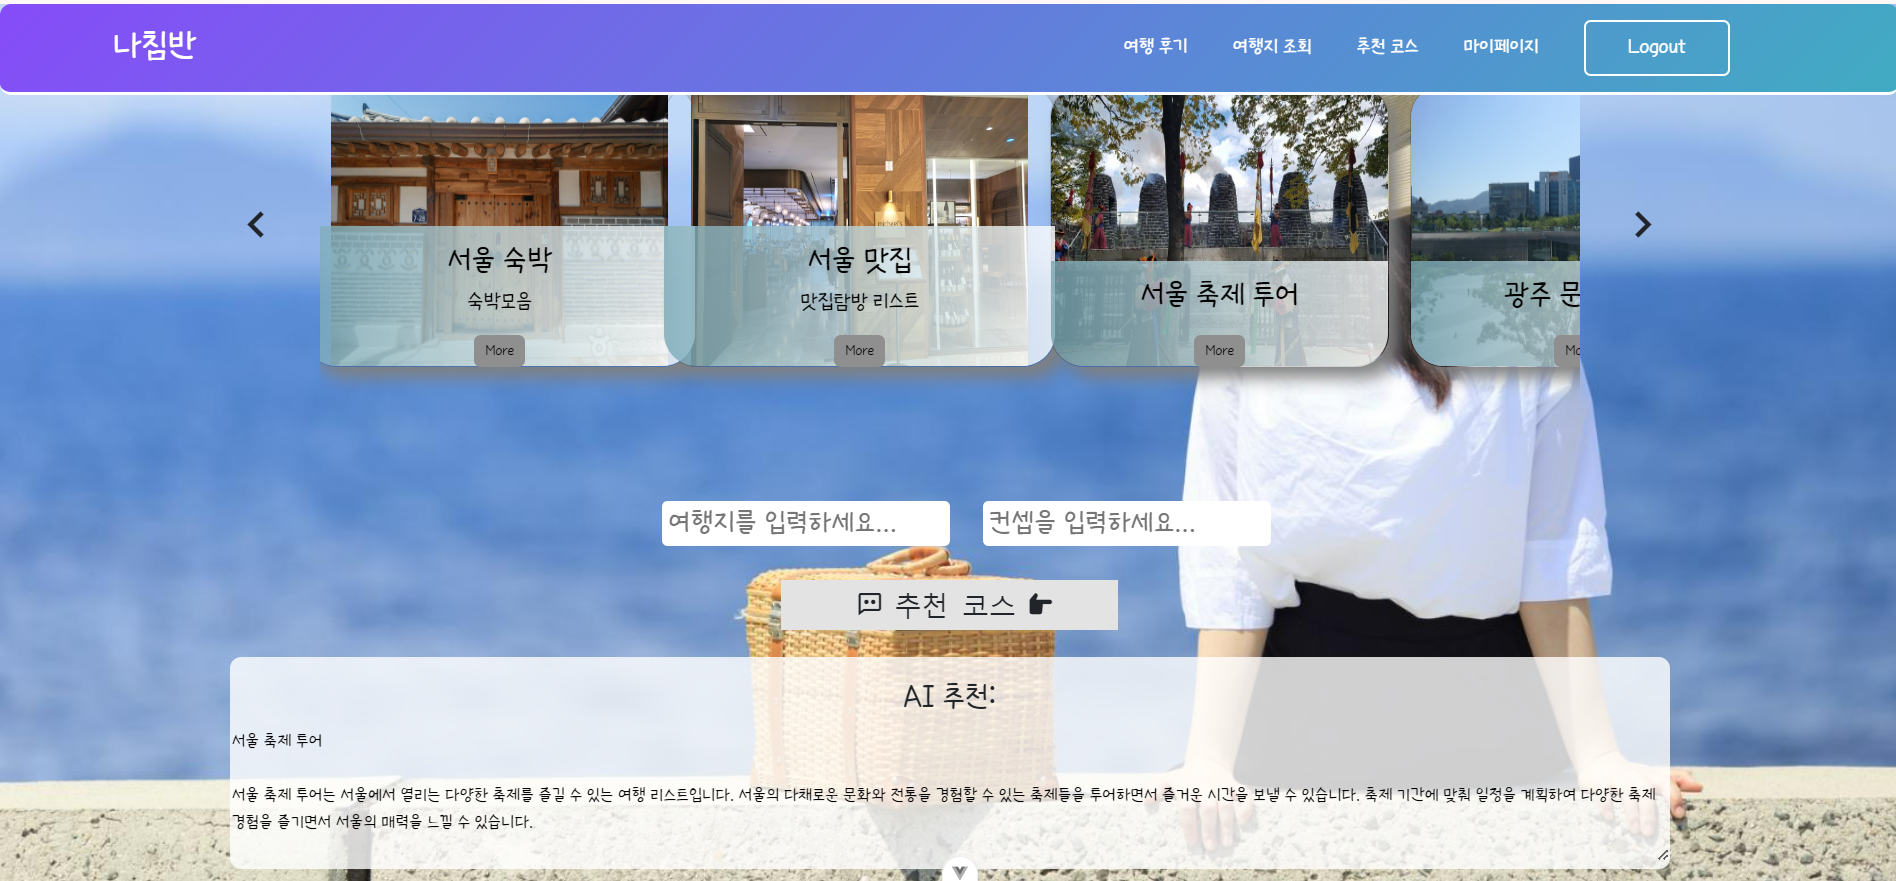 나침반
여행 후기
여행지 조회
추천 코스
마이페이지
Logout
서울 숙박
숙박모음
More
서울 맛집
맛집탐방 리스트
More
서울 축제 투어
More
광주 문
Mo
여행지를 입력하세요...
컨셉을 입력하세요...
추천 코스
AI 추천:
서울 축제 투어
서울 축제 투어는 서울에서 열리는 다양한 축제를 즐길 수 있는 여행 리스트입니다. 서울의 다채로운 문화와 전통을 경험할 수 있는 축제들을 투어하면서 즐거운 시간을 보낼 수 있습니다. 축제 기간에 맞춰 일정을 계획하여 다양한 축제
경험을 즐기면서 서울의 매력을 느낄 수 있습니다.